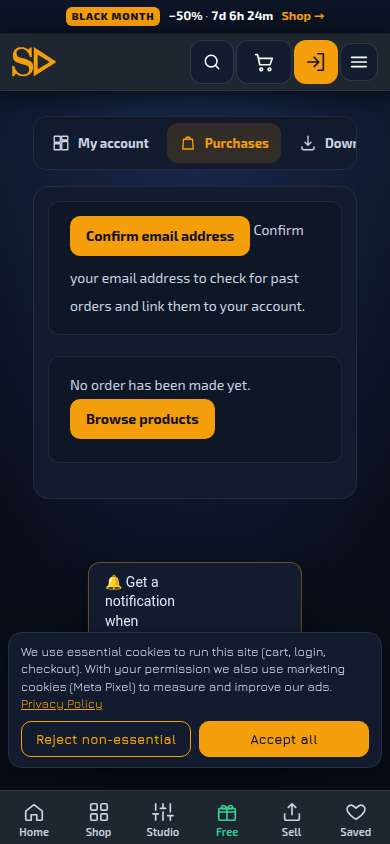 BLACK MONTH −50% · 7d 6h 24m Shop →
S
My account Purchases Down
Confirm email address Confirm
your email address to check for past
orders and link them to your account.
No order has been made yet.
Browse products
🔔 Get a
notification
when
We use essential cookies to run this site (cart, login,
checkout). With your permission we also use marketing
cookies (Meta Pixel) to measure and improve our ads.
Privacy Policy
Reject non-essential Accept all
Home Shop Studio Free Sell Saved